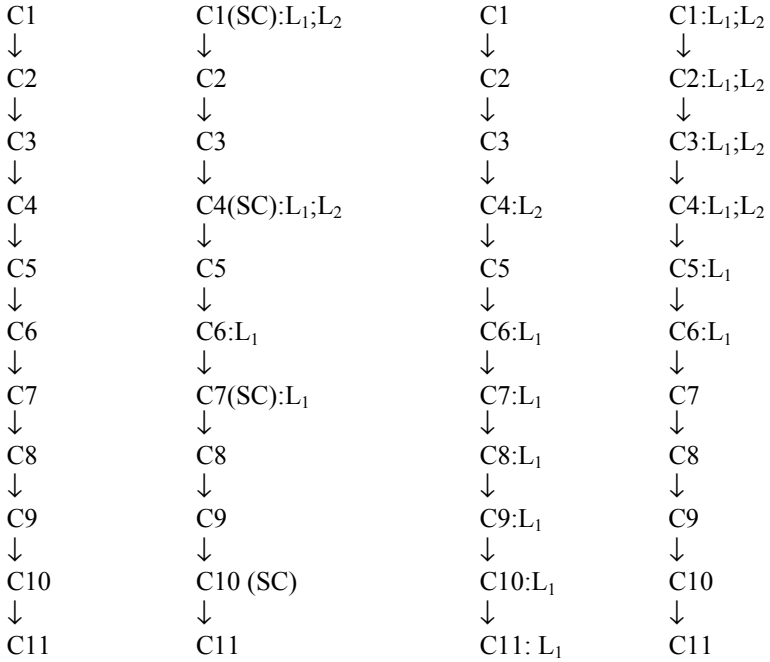 C1 C1(SC):L₁;L₂ C1 C1:L₁;L₂
↓ ↓ ↓ ↓
C2 C2 C2 C2:L₁;L₂
↓ ↓ ↓ ↓
C3 C3 C3 C3:L₁;L₂
↓ ↓ ↓ ↓
C4 C4(SC):L₁;L₂ C4:L₂ C4:L₁;L₂
↓ ↓ ↓ ↓
C5 C5 C5 C5:L₁
↓ ↓ ↓ ↓
C6 C6:L₁ C6:L₁ C6:L₁
↓ ↓ ↓ ↓
C7 C7(SC):L₁ C7:L₁ C7
↓ ↓ ↓ ↓
C8 C8 C8:L₁ C8
↓ ↓ ↓ ↓
C9 C9 C9:L₁ C9
↓ ↓ ↓ ↓
C10 C10 (SC) C10:L₁ C10
↓ ↓ ↓ ↓
C11 C11 C11: L₁ C11